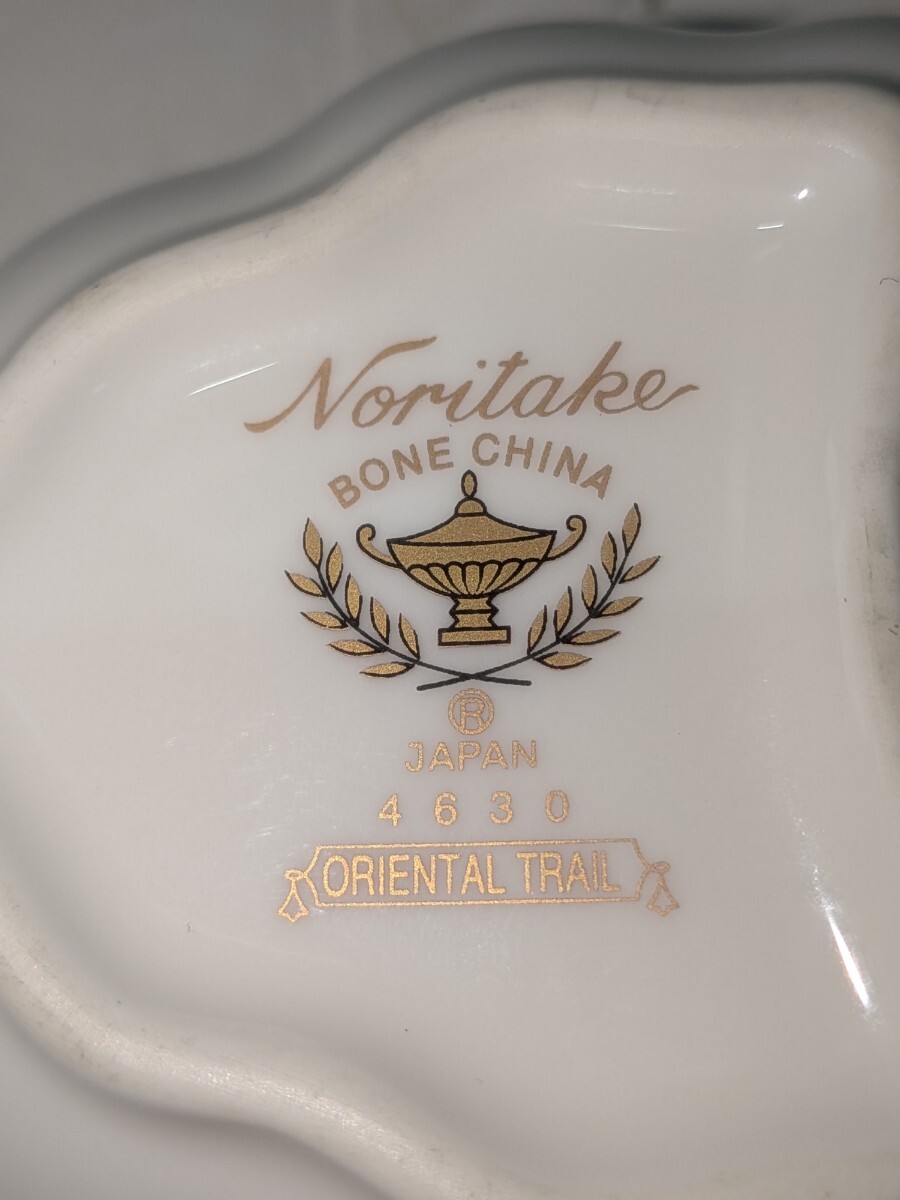 Noritake
BONE CHINA
®
JAPAN
4630
ORIENTAL TRAIL